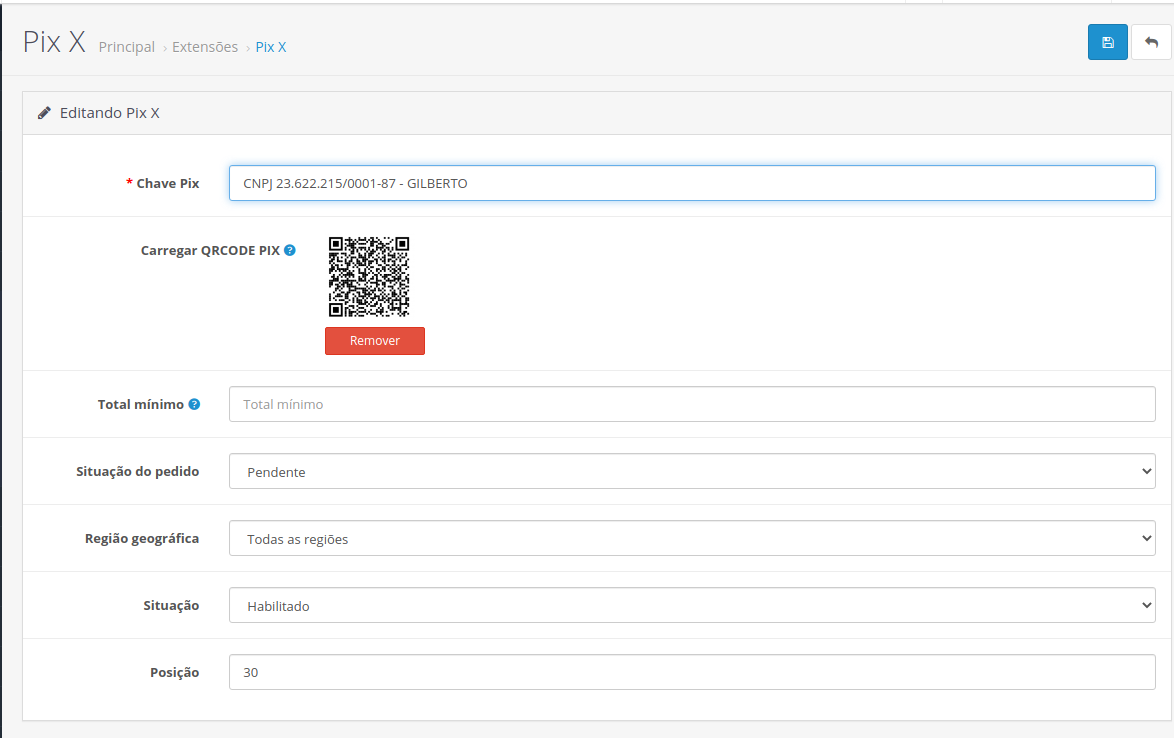 Pix X Principal › Extensões › Pix X
Editando Pix X
* Chave Pix CNPJ 23.622.215/0001-87 - GILBERTO
Carregar QRCODE PIX ?
Remover
Total mínimo ? Total mínimo
Situação do pedido Pendente
Região geográfica Todas as regiões
Situação Habilitado
Posição 30